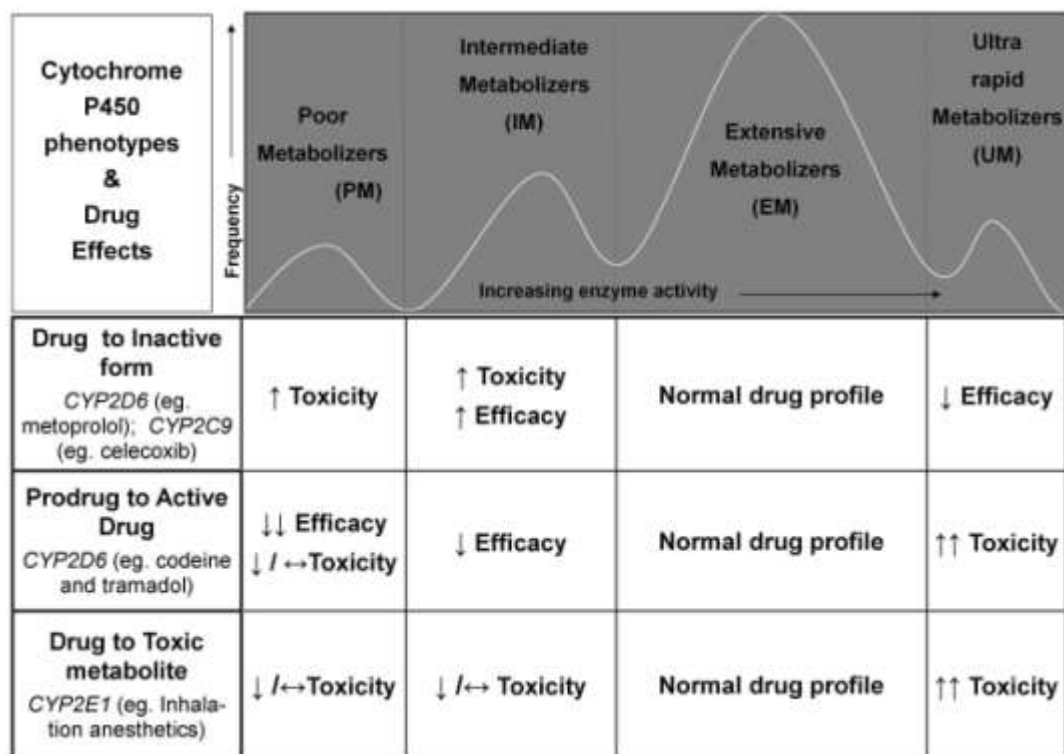 Cytochrome
P450
phenotypes
&
Drug
Effects
Frequency
Poor
Metabolizers
(PM)
Intermediate
Metabolizers
(IM)
Extensive
Metabolizers
(EM)
Ultra
rapid
Metabolizers
(UM)
Increasing enzyme activity
Drug to Inactive
form
CYP2D6 (eg.
metoprolol); CYP2C9
(eg. celecoxib)
↑ Toxicity
↑ Toxicity
↑ Efficacy
Normal drug profile
↓ Efficacy
Prodrug to Active
Drug
CYP2D6 (eg. codeine
and tramadol)
↓↓ Efficacy
↓ / ↔Toxicity
↓ Efficacy
Normal drug profile
↑↑ Toxicity
Drug to Toxic
metabolite
CYP2E1 (eg. Inhala-
tion anesthetics)
↓ /↔Toxicity
↓ /↔ Toxicity
Normal drug profile
↑↑ Toxicity